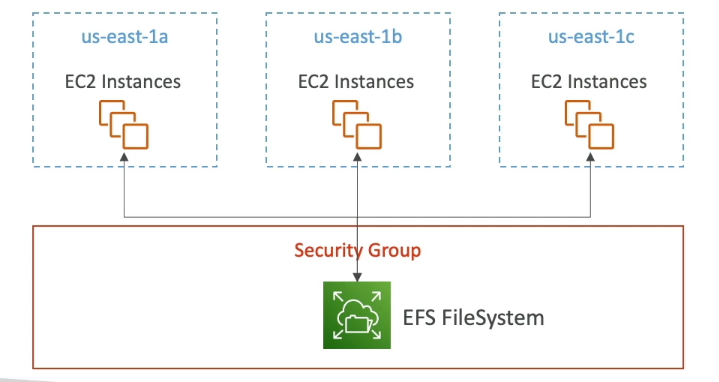 us-east-1a
us-east-1b
us-east-1c
EC2 Instances
EC2 Instances
EC2 Instances
Security Group
EFS FileSystem